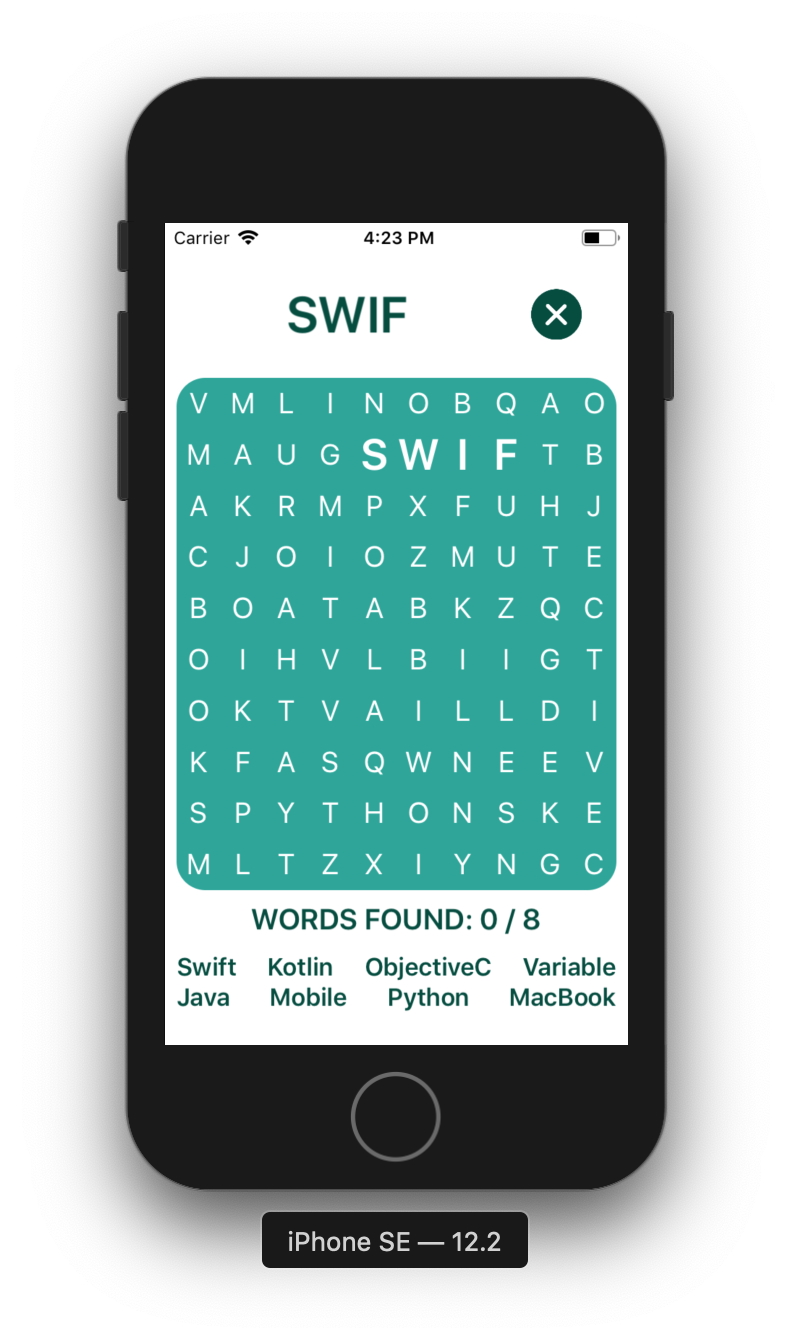 Carrier 4:23 PM
SWIF
V M L I N O B Q A O
M A U G S W I F T B
A K R M P X F U H J
C J O I O Z M U T E
B O A T A B K Z Q C
O I H V L B I I G T
O K T V A I L L D I
K F A S Q W N E E V
S P Y T H O N S K E
M L T Z X I Y N G C
WORDS FOUND: 0 / 8
Swift Kotlin ObjectiveC Variable
Java Mobile Python MacBook
iPhone SE — 12.2